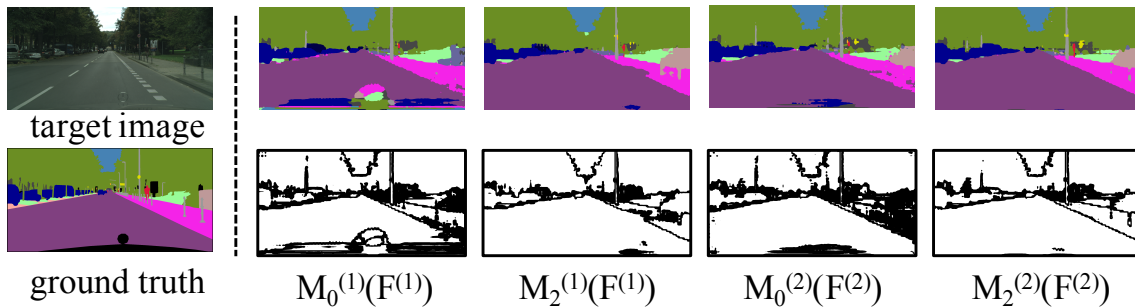 target image
ground truth
M₀⁽¹⁾(F⁽¹⁾)
M₂⁽¹⁾(F⁽¹⁾)
M₀⁽²⁾(F⁽²⁾)
M₂⁽²⁾(F⁽²⁾)